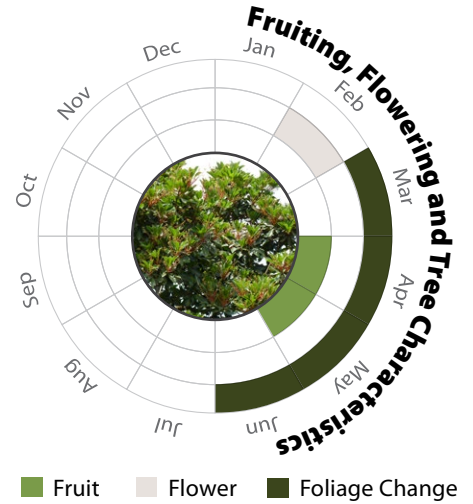 Fruiting, Flowering and Tree Characteristics
Jan
Feb
Mar
Apr
May
Jun
Jul
Aug
Sep
Oct
Nov
Dec
Fruit
Flower
Foliage Change